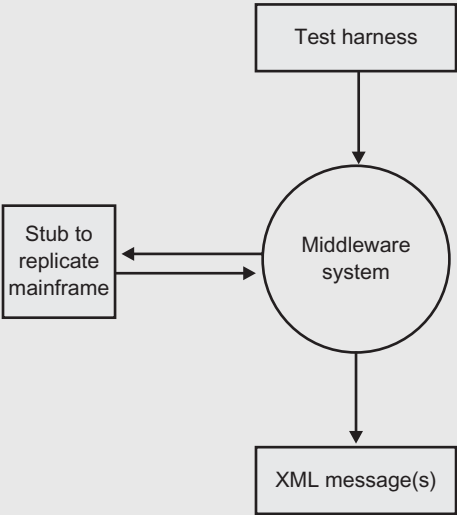 Test harness
Stub to
replicate
mainframe
Middleware
system
XML message(s)